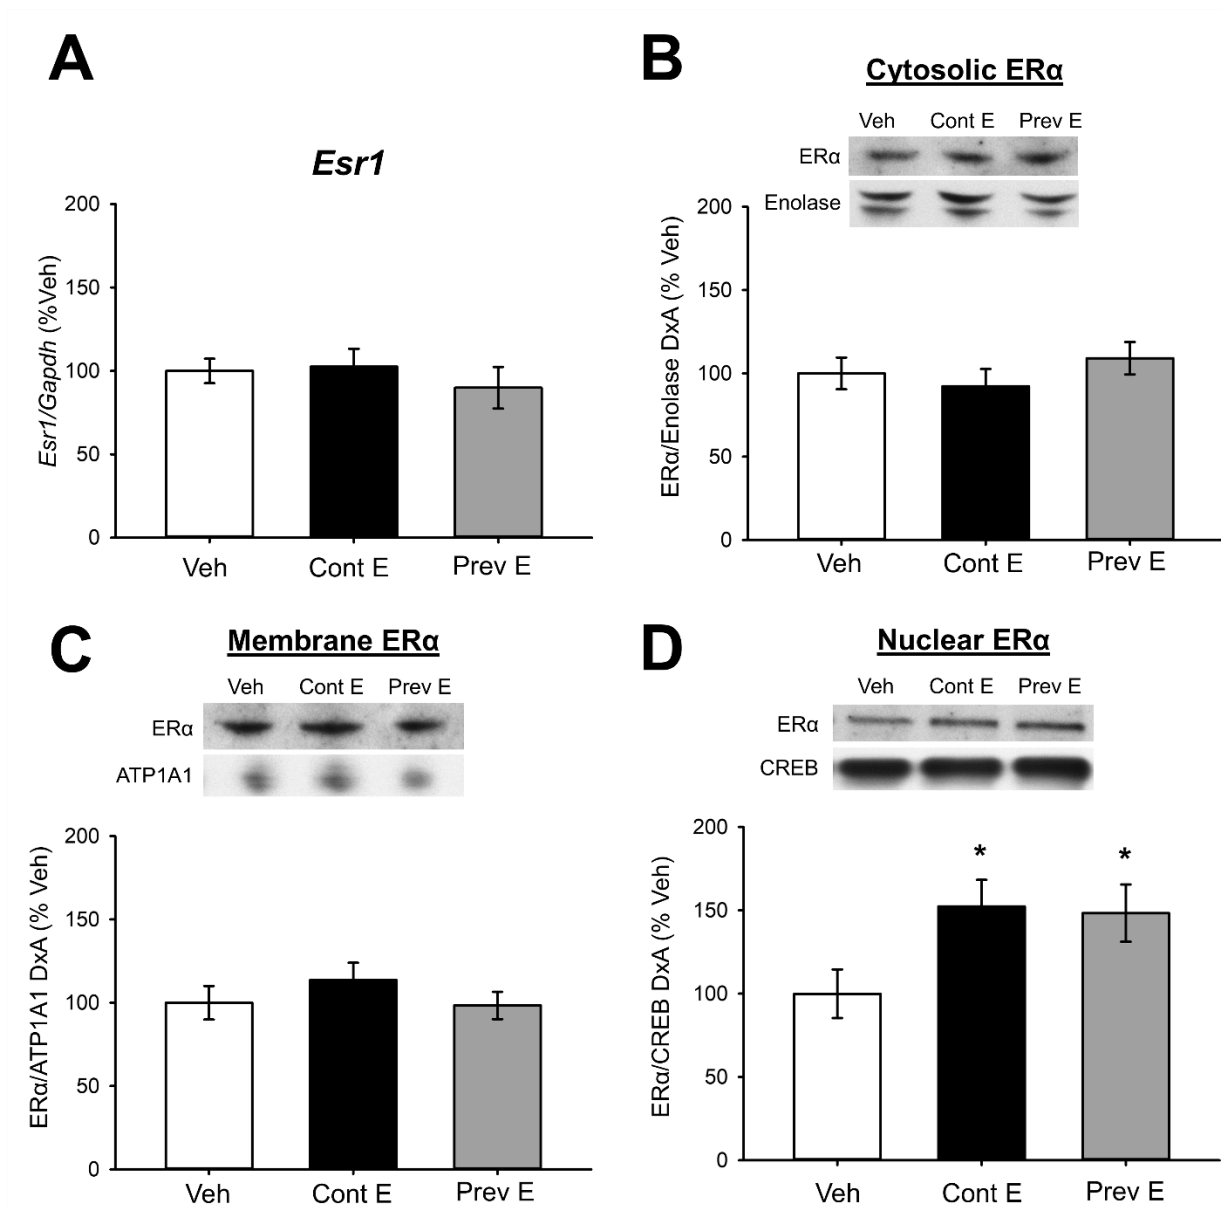 A
Esr1
Esr1/Gapdh (%Veh)
200
150
100
50
0
Veh Cont E Prev E
B
Cytosolic ERα
Veh Cont E Prev E
ERα
Enolase
ERα/Enolase DxA (% Veh)
200
150
100
50
0
Veh Cont E Prev E
C
Membrane ERα
Veh Cont E Prev E
ERα
ATP1A1
ERα/ATP1A1 DxA (% Veh)
200
150
100
50
0
Veh Cont E Prev E
D
Nuclear ERα
Veh Cont E Prev E
ERα
CREB
ERα/CREB DxA (% Veh)
200
150
100
50
0
* *
Veh Cont E Prev E